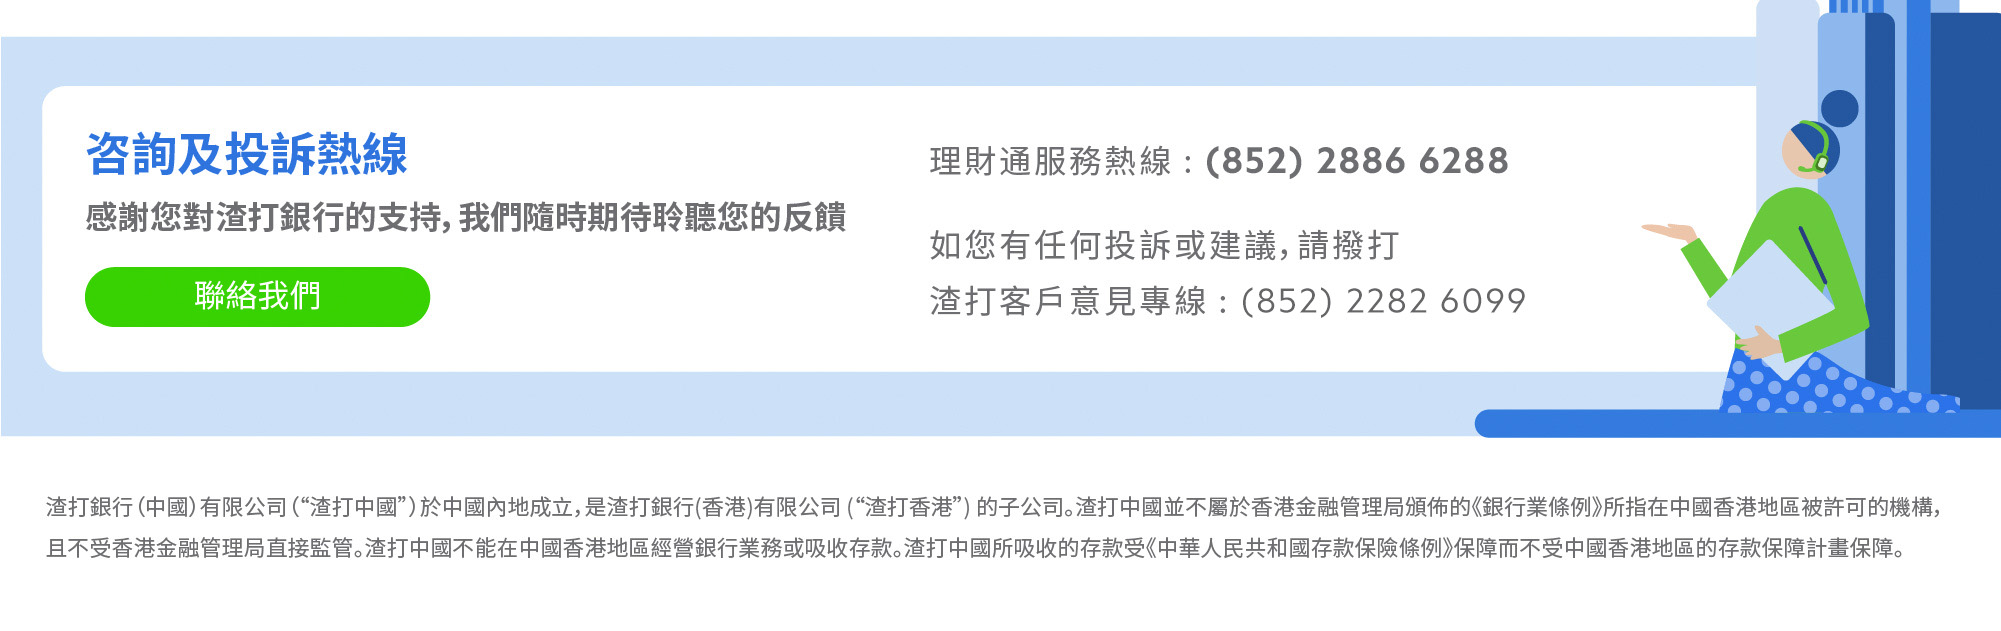 咨詢及投訴熱線
感謝您對渣打銀行的支持，我們隨時期待聆聽您的反饋
聯絡我們
理財通服務熱線 : (852) 2886 6288
如您有任何投訴或建議，請撥打
渣打客戶意見專線 : (852) 2282 6099
渣打銀行（中國）有限公司（“渣打中國”）於中國內地成立，是渣打銀行(香港)有限公司 (“渣打香港”) 的子公司。渣打中國並不屬於香港金融管理局頒佈的《銀行業條例》所指在中國香港地區被許可的機構，
且不受香港金融管理局直接監管。渣打中國不能在中國香港地區經營銀行業務或吸收存款。渣打中國所吸收的存款受《中華人民共和國存款保險條例》保障而不受中國香港地區的存款保障計畫保障。